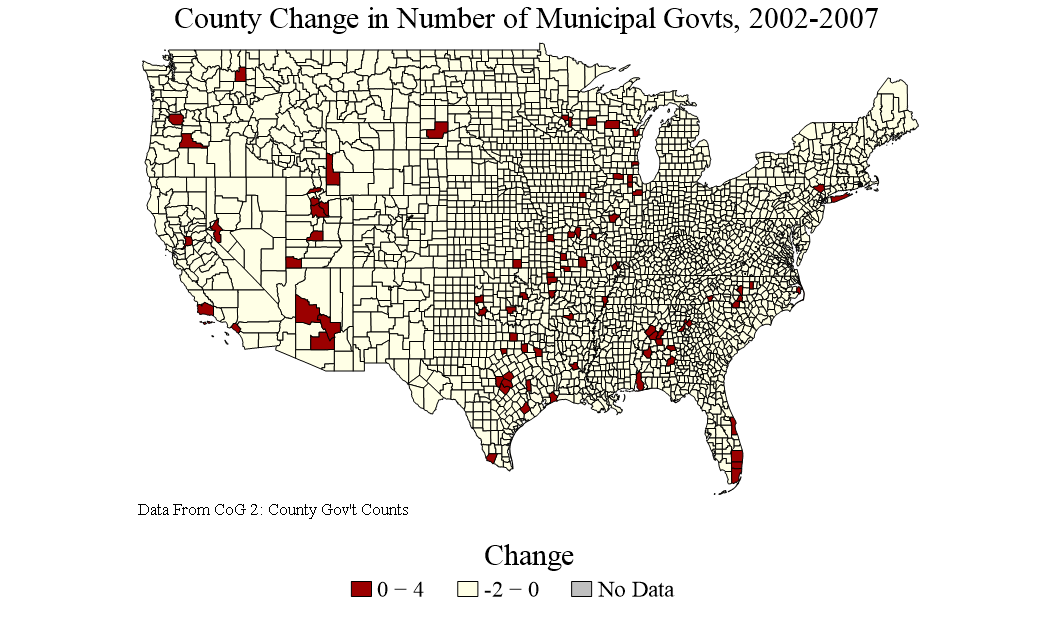 County Change in Number of Municipal Govts, 2002-2007
Data From CoG 2: County Gov't Counts
Change
0 − 4
-2 − 0
No Data